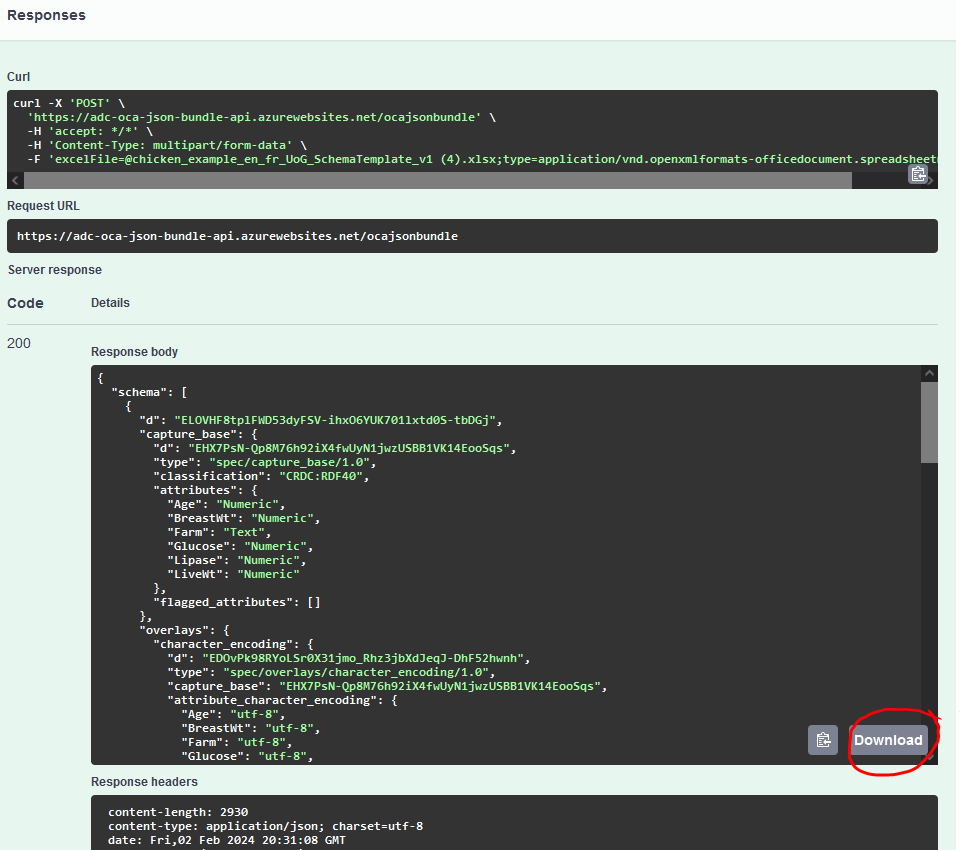 Responses
Curl
curl -X 'POST' \
'https://adc-oca-json-bundle-api.azurewebsites.net/ocajsonbundle' \
-H 'accept: */*' \
-H 'Content-Type: multipart/form-data' \
-F 'excelFile=@chicken_example_en_fr_UoG_SchemaTemplate_v1 (4).xlsx;type=application/vnd.openxmlformats-officedocument.spreadsheet
Request URL
https://adc-oca-json-bundle-api.azurewebsites.net/ocajsonbundle
Server response
Code Details
200
Response body
{
"schema": [
{
"d": "ELOVHF8tplFWD53dyFSV-ihxO6YUK701lxtd0S-tbDGj",
"capture_base": {
"d": "EHX7PsN-Qp8M76h92iX4fwUyN1jwzUSBB1VK14EooSqs",
"type": "spec/capture_base/1.0",
"classification": "CRDC:RDF40",
"attributes": {
"Age": "Numeric",
"BreastWt": "Numeric",
"Farm": "Text",
"Glucose": "Numeric",
"Lipase": "Numeric",
"LiveWt": "Numeric"
},
"flagged_attributes": []
},
"overlays": {
"character_encoding": {
"d": "EDOvPk98RYoLSr0X31jmo_Rhz3jbXdJeqJ-DhF52hwnh",
"type": "spec/overlays/character_encoding/1.0",
"capture_base": "EHX7PsN-Qp8M76h92iX4fwUyN1jwzUSBB1VK14EooSqs",
"attribute_character_encoding": {
"Age": "utf-8",
"BreastWt": "utf-8",
"Farm": "utf-8",
"Glucose": "utf-8",
Download
Response headers
content-length: 2930
content-type: application/json; charset=utf-8
date: Fri,02 Feb 2024 20:31:08 GMT